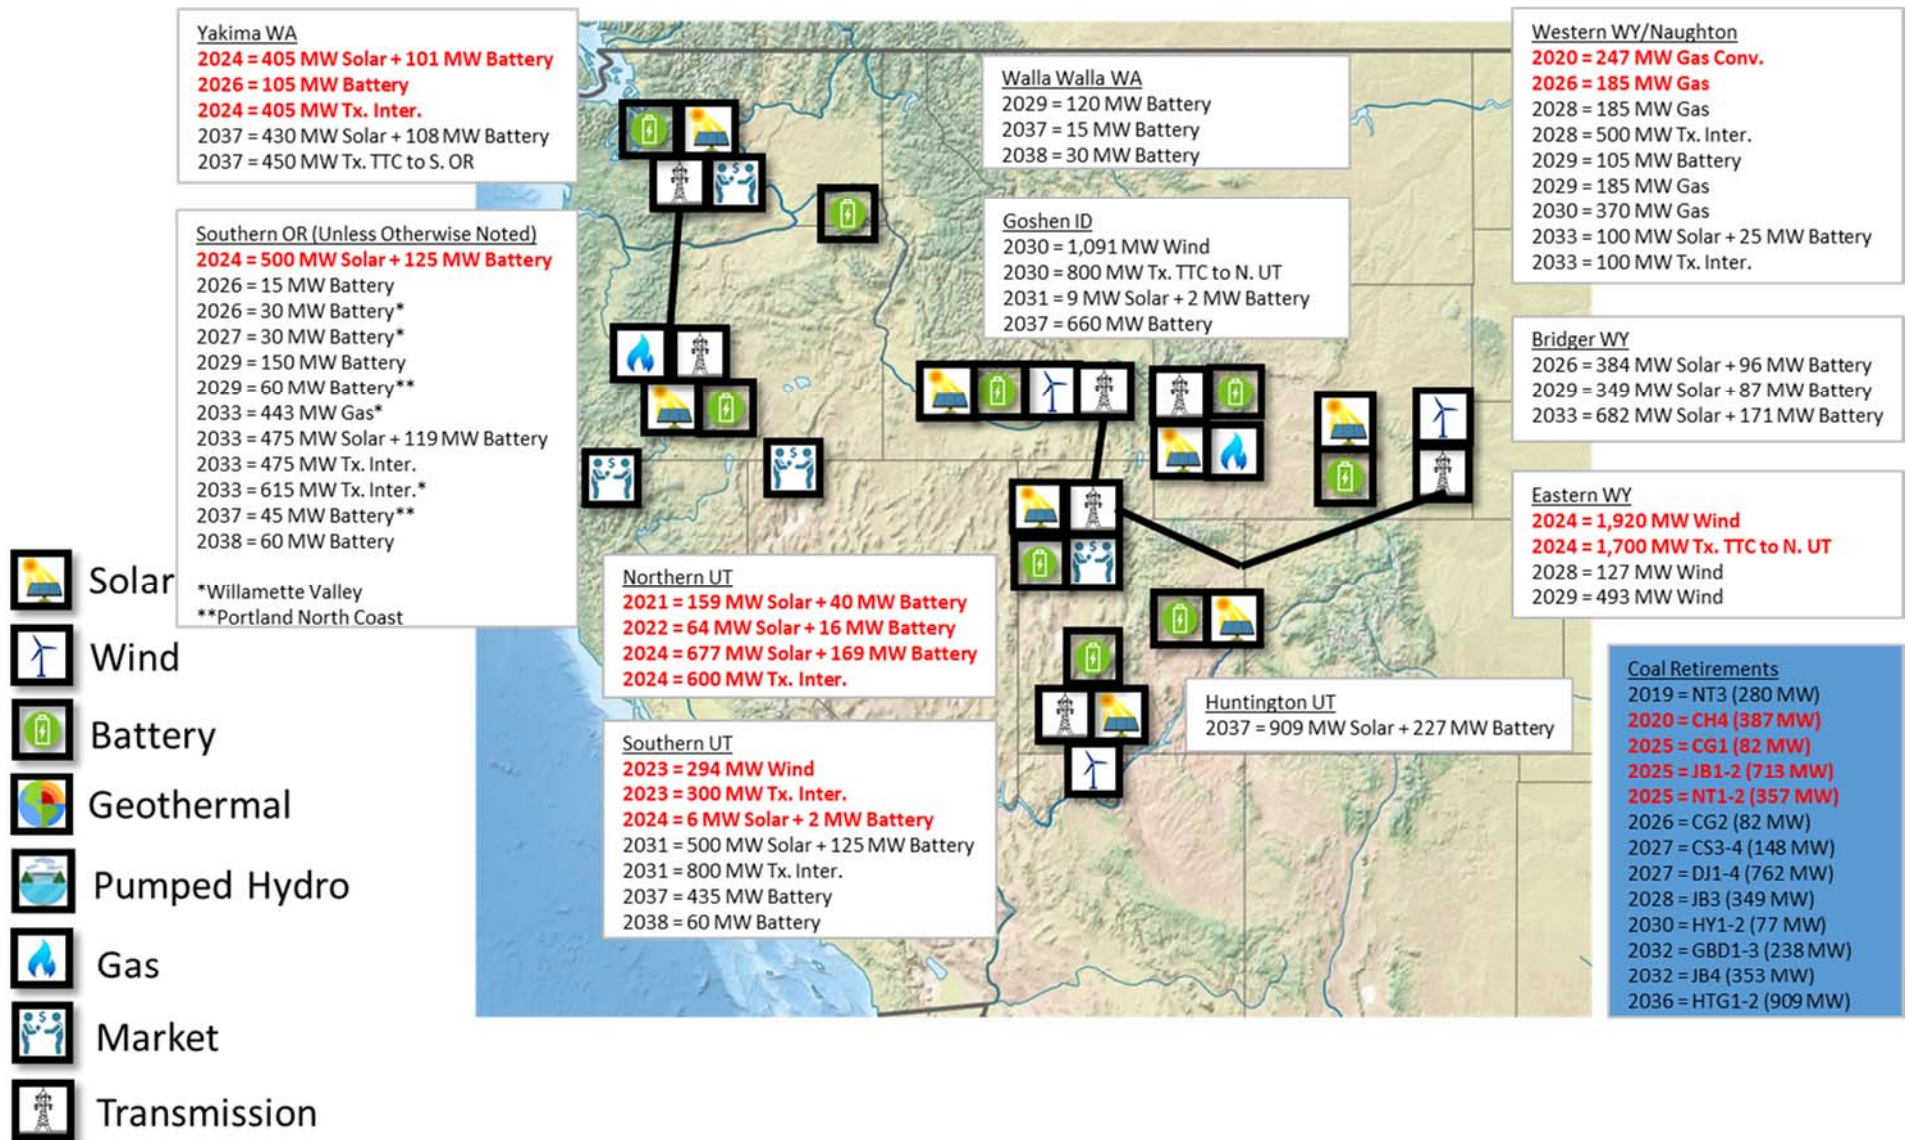 Yakima WA
2024 = 405 MW Solar + 101 MW Battery
2026 = 105 MW Battery
2024 = 405 MW Tx. Inter.
2037 = 430 MW Solar + 108 MW Battery
2037 = 450 MW Tx. TTC to S. OR
Southern OR (Unless Otherwise Noted)
2024 = 500 MW Solar + 125 MW Battery
2026 = 15 MW Battery
2026 = 30 MW Battery*
2027 = 30 MW Battery*
2029 = 150 MW Battery
2029 = 60 MW Battery**
2033 = 443 MW Gas*
2033 = 475 MW Solar + 119 MW Battery
2033 = 475 MW Tx. Inter.
2033 = 615 MW Tx. Inter.*
2037 = 45 MW Battery**
2038 = 60 MW Battery
*Willamette Valley
**Portland North Coast
Walla Walla WA
2029 = 120 MW Battery
2037 = 15 MW Battery
2038 = 30 MW Battery
Goshen ID
2030 = 1,091 MW Wind
2030 = 800 MW Tx. TTC to N. UT
2031 = 9 MW Solar + 2 MW Battery
2037 = 660 MW Battery
Western WY/Naughton
2020 = 247 MW Gas Conv.
2026 = 185 MW Gas
2028 = 185 MW Gas
2028 = 500 MW Tx. Inter.
2029 = 105 MW Battery
2029 = 185 MW Gas
2030 = 370 MW Gas
2033 = 100 MW Solar + 25 MW Battery
2033 = 100 MW Tx. Inter.
Bridger WY
2026 = 384 MW Solar + 96 MW Battery
2029 = 349 MW Solar + 87 MW Battery
2033 = 682 MW Solar + 171 MW Battery
Eastern WY
2024 = 1,920 MW Wind
2024 = 1,700 MW Tx. TTC to N. UT
2028 = 127 MW Wind
2029 = 493 MW Wind
Northern UT
2021 = 159 MW Solar + 40 MW Battery
2022 = 64 MW Solar + 16 MW Battery
2024 = 677 MW Solar + 169 MW Battery
2024 = 600 MW Tx. Inter.
Southern UT
2023 = 294 MW Wind
2023 = 300 MW Tx. Inter.
2024 = 6 MW Solar + 2 MW Battery
2031 = 500 MW Solar + 125 MW Battery
2031 = 800 MW Tx. Inter.
2037 = 435 MW Battery
2038 = 60 MW Battery
Huntington UT
2037 = 909 MW Solar + 227 MW Battery
Coal Retirements
2019 = NT3 (280 MW)
2020 = CH4 (387 MW)
2025 = CG1 (82 MW)
2025 = JB1-2 (713 MW)
2025 = NT1-2 (357 MW)
2026 = CG2 (82 MW)
2027 = CS3-4 (148 MW)
2027 = DJ1-4 (762 MW)
2028 = JB3 (349 MW)
2030 = HY1-2 (77 MW)
2032 = GBD1-3 (238 MW)
2032 = JB4 (353 MW)
2036 = HTG1-2 (909 MW)
Solar
Wind
Battery
Geothermal
Pumped Hydro
Gas
Market
Transmission